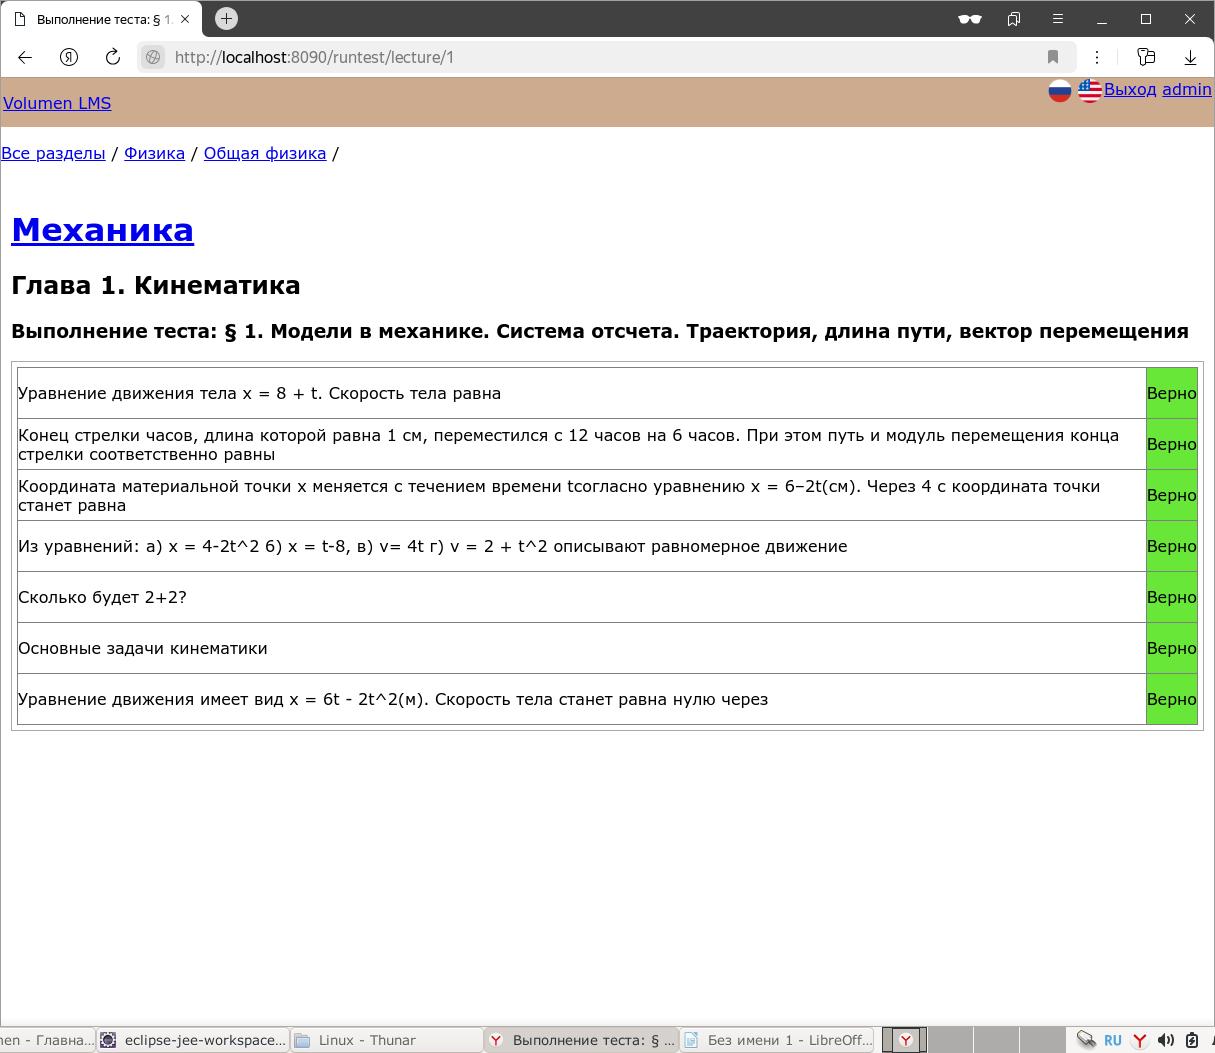 Выполнение теста: § 1.
http://localhost:8090/runtest/lecture/1
Volumen LMS
Выход admin
Все разделы / Физика / Общая физика /
Механика
Глава 1. Кинематика
Выполнение теста: § 1. Модели в механике. Система отсчета. Траектория, длина пути, вектор перемещения
Уравнение движения тела x = 8 + t. Скорость тела равна
Верно
Конец стрелки часов, длина которой равна 1 см, переместился с 12 часов на 6 часов. При этом путь и модуль перемещения конца
стрелки соответственно равны
Верно
Координата материальной точки x меняется с течением времени tсогласно уравнению x = 6–2t(см). Через 4 с координата точки
станет равна
Верно
Из уравнений: а) x = 4-2t^2 б) x = t-8, в) v= 4t г) v = 2 + t^2 описывают равномерное движение
Верно
Сколько будет 2+2?
Верно
Основные задачи кинематики
Верно
Уравнение движения имеет вид x = 6t - 2t^2(м). Скорость тела станет равна нулю через
Верно
nen - Главна... eclipse-jee-workspace... Linux - Thunar Выполнение теста: § ... Без имени 1 - LibreOff... RU